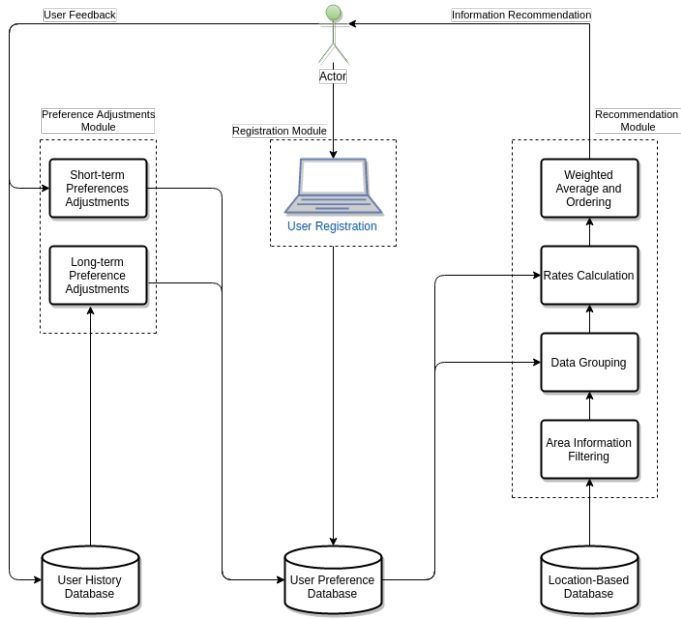 User Feedback
Information Recommendation
Actor
Preference Adjustments
Module
Registration Module
Recommendation
Module
Short-term
Preferences
Adjustments
User Registration
Weighted
Average and
Ordering
Long-term
Preference
Adjustments
Rates Calculation
Data Grouping
Area Information
Filtering
User History
Database
User Preference
Database
Location-Based
Database